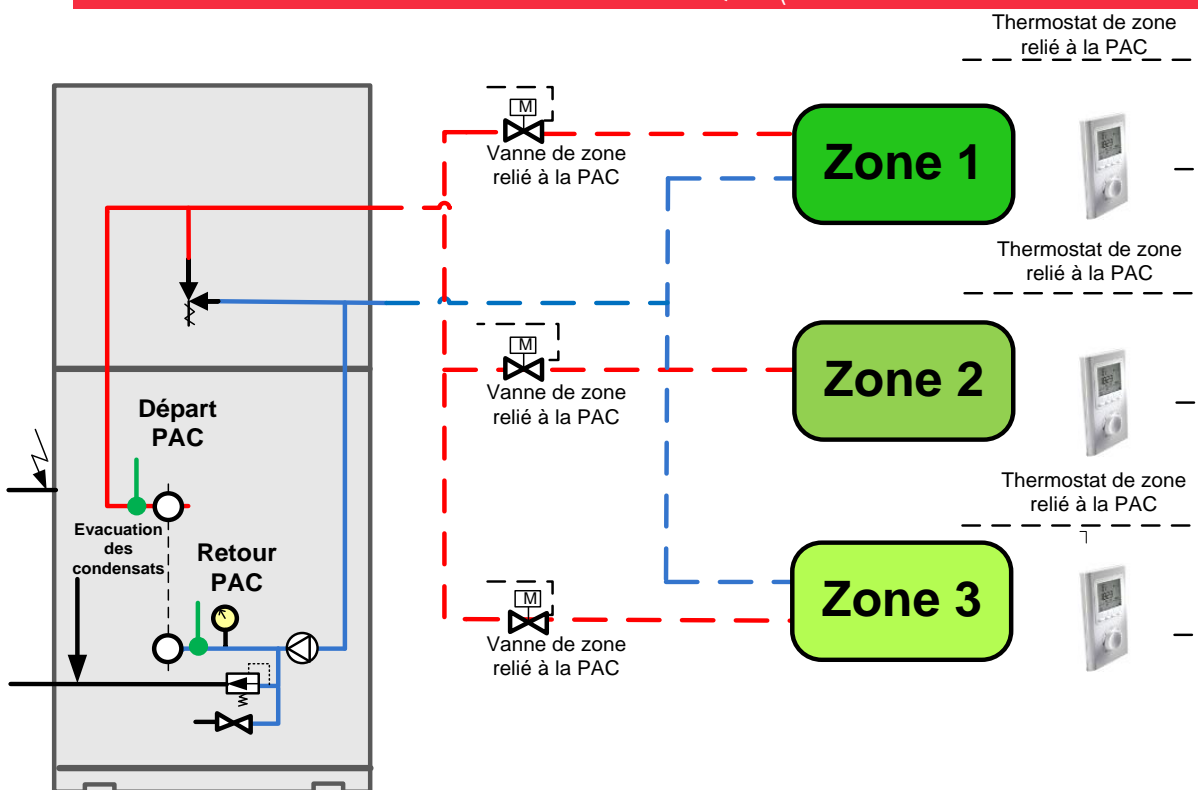 Thermostat de zone
relié à la PAC
M
Vanne de zone
relié à la PAC
Zone 1
Thermostat de zone
relié à la PAC
M
Vanne de zone
relié à la PAC
Zone 2
Départ
PAC
Thermostat de zone
relié à la PAC
Evacuation
des
condensats
Retour
PAC
M
Vanne de zone
relié à la PAC
Zone 3